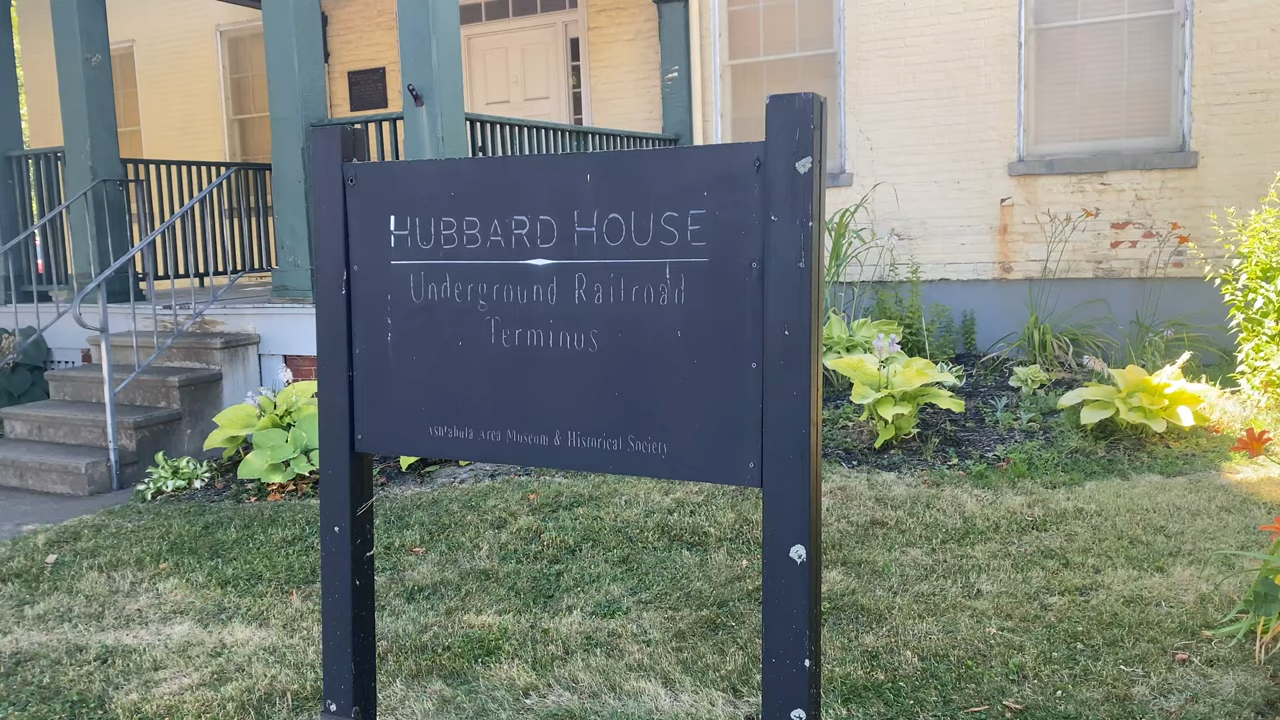 HUBBARD HOUSE
Underground Railroad
Terminus
Ashtabula Area Museum & Historical Society